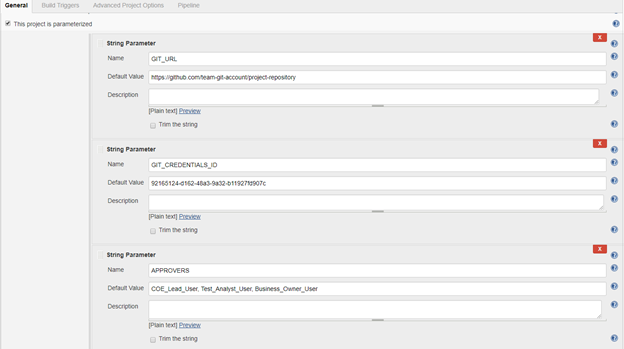 General Build Triggers Advanced Project Options Pipeline
This project is parameterized
X
String Parameter
Name GIT_URL
Default Value https://github.com/team-git-account/project-repository
Description
[Plain text] Preview
Trim the string
X
String Parameter
Name GIT_CREDENTIALS_ID
Default Value 92165124-d162-48a3-9a32-b11927fd907c
Description
[Plain text] Preview
Trim the string
X
String Parameter
Name APPROVERS
Default Value COE_Lead_User, Test_Analyst_User, Business_Owner_User
Description
[Plain text] Preview
Trim the string